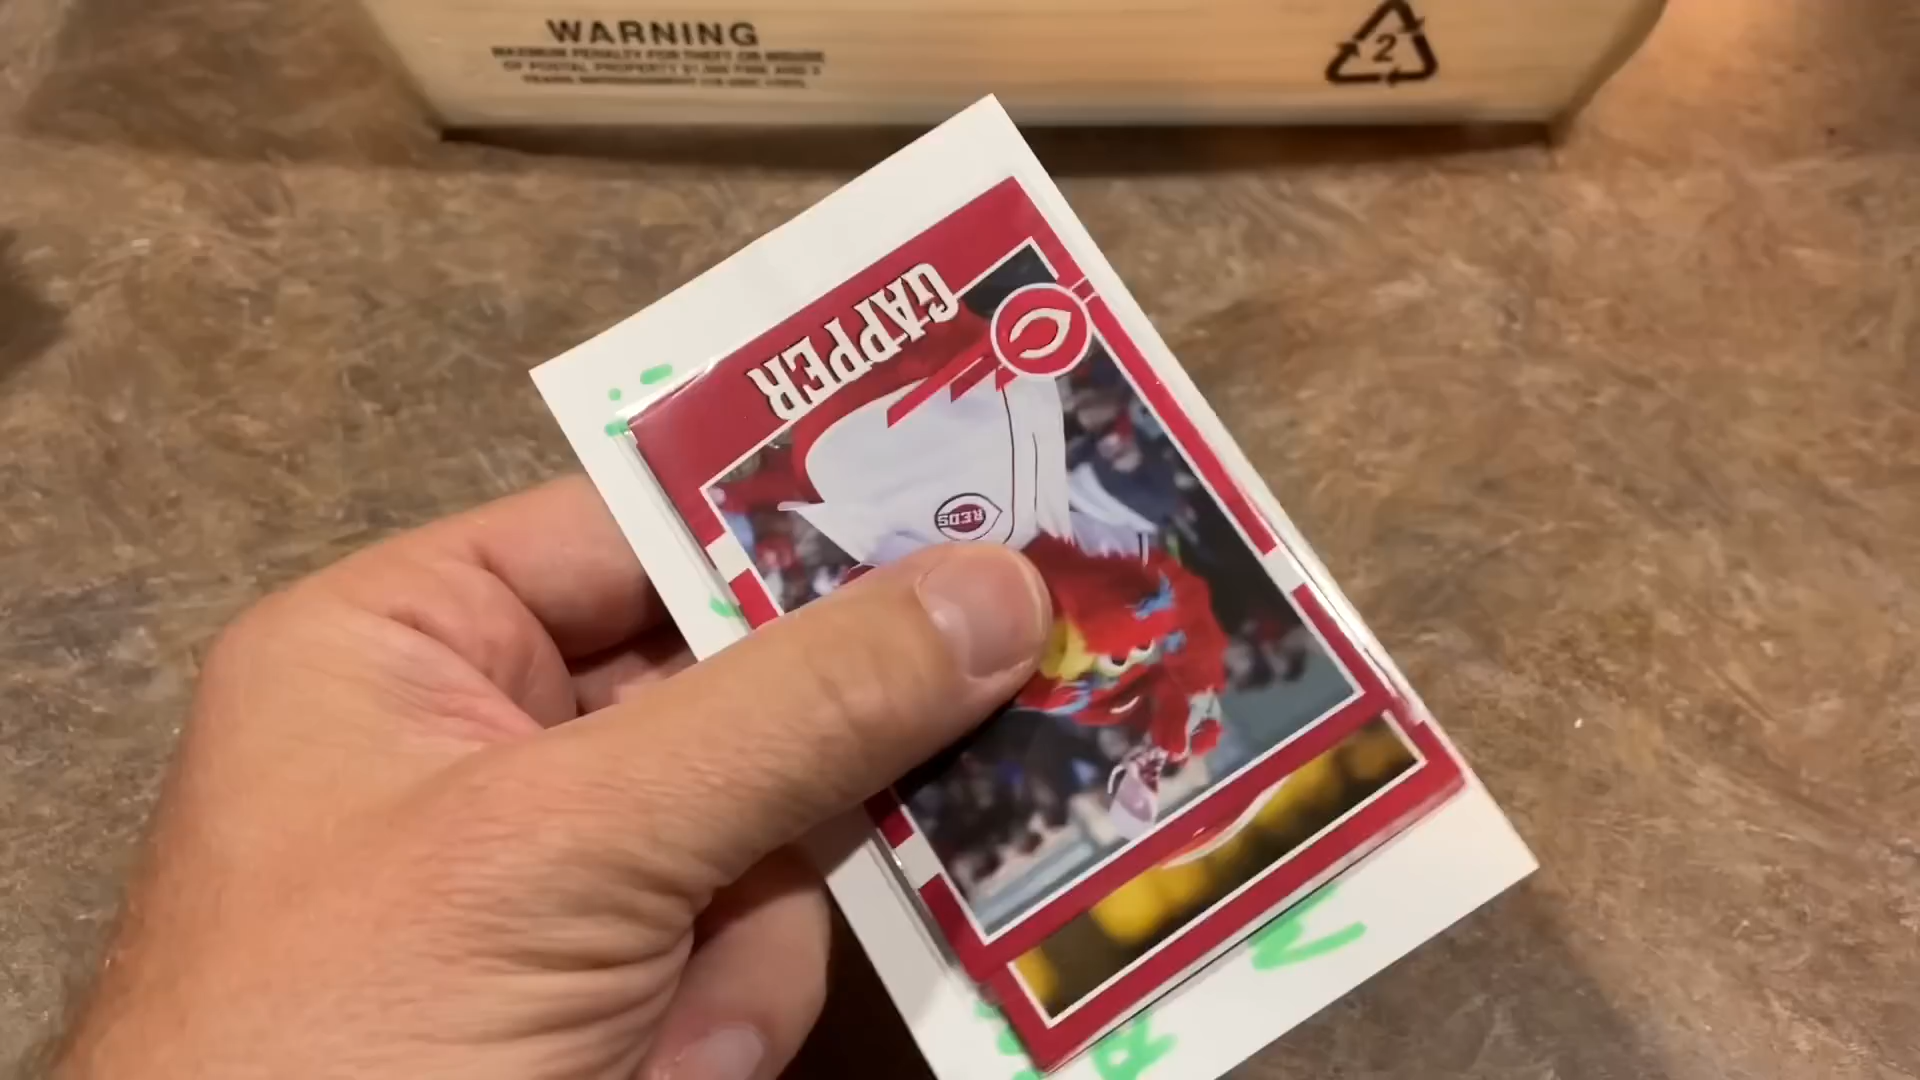 WARNING
MAXIMUM PENALTY FOR THEFT OR MISUSE
OF POSTAL PROPERTY $1,000 FINE AND 3
2
GAPPER
REDS